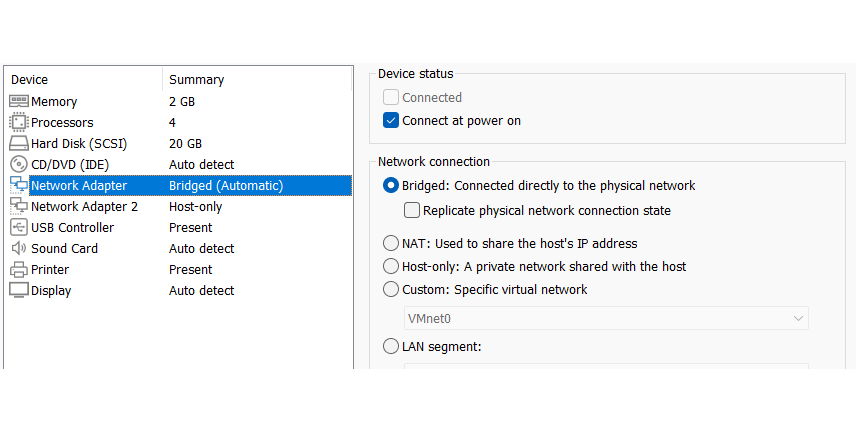 Device Summary
Memory 2 GB
Processors 4
Hard Disk (SCSI) 20 GB
CD/DVD (IDE) Auto detect
Network Adapter Bridged (Automatic)
Network Adapter 2 Host-only
USB Controller Present
Sound Card Auto detect
Printer Present
Display Auto detect
Device status
Connected
Connect at power on
Network connection
Bridged: Connected directly to the physical network
Replicate physical network connection state
NAT: Used to share the host's IP address
Host-only: A private network shared with the host
Custom: Specific virtual network
VMnet0
LAN segment: